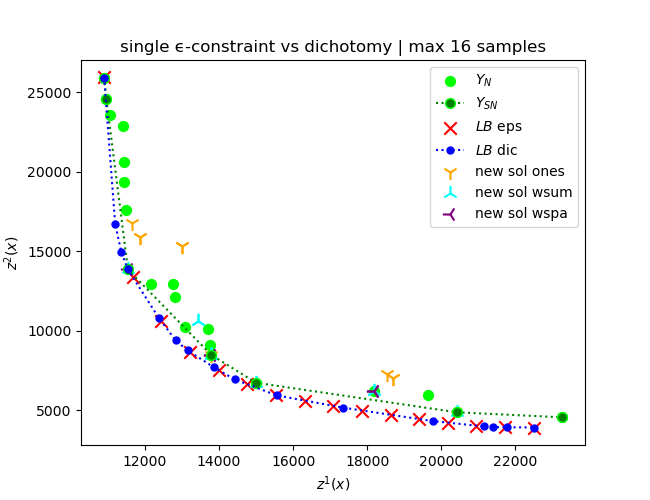 single ϵ-constraint vs dichotomy | max 16 samples
z²(x)
25000
20000
15000
10000
5000
Y_N
Y_SN
LB eps
LB dic
new sol ones
new sol wsum
new sol wspa
12000 14000 16000 18000 20000 22000
z¹(x)